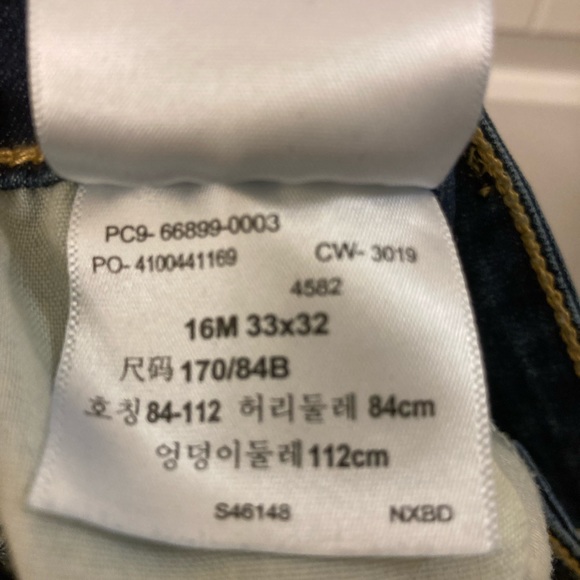 PC9- 66899-0003
PO- 4100441169 CW- 3019
4582
16M 33x32
尺码 170/84B
호칭 84-112 허리둘레 84cm
엉덩이둘레 112cm
S46148 NXBD